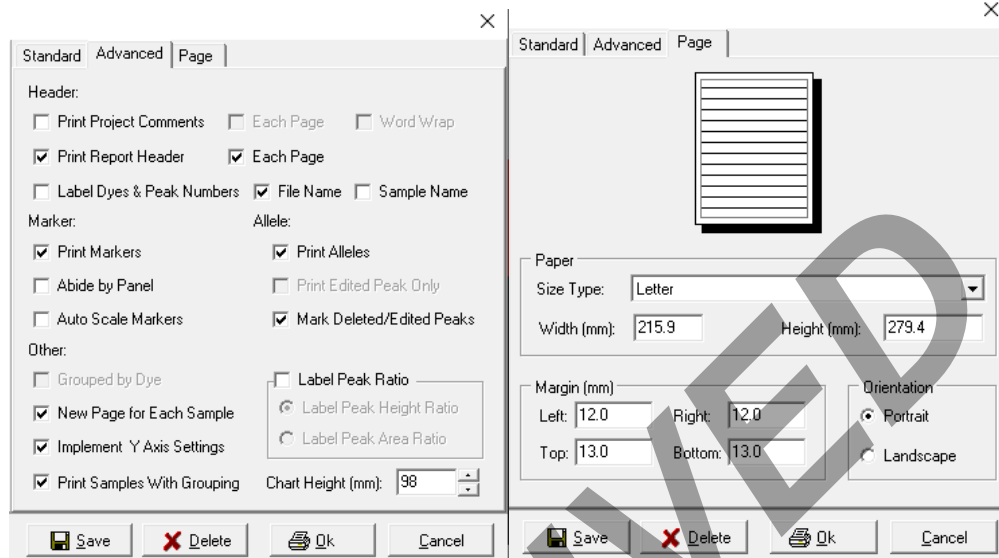 Standard Advanced Page
Header:
Print Project Comments Each Page Word Wrap
Print Report Header Each Page
Label Dyes & Peak Numbers File Name Sample Name
Marker: Allele:
Print Markers Print Alleles
Abide by Panel Print Edited Peak Only
Auto Scale Markers Mark Deleted/Edited Peaks
Other:
Grouped by Dye Label Peak Ratio
New Page for Each Sample Label Peak Height Ratio
Implement Y Axis Settings Label Peak Area Ratio
Print Samples With Grouping Chart Height (mm): 98
Save Delete Ok Cancel
Standard Advanced Page
Paper
Size Type: Letter
Width (mm): 215.9 Height (mm): 279.4
Margin (mm) Orientation
Left: 12.0 Right: 12.0 Portrait
Top: 13.0 Bottom: 13.0 Landscape
Save Delete Ok Cancel